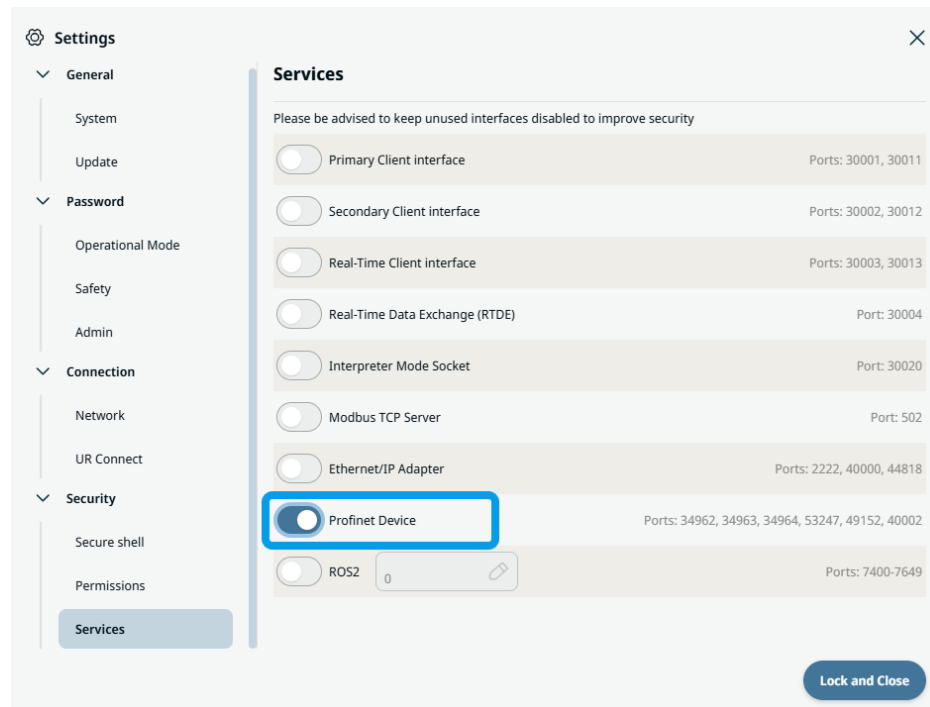 Settings
General
System
Update
Password
Operational Mode
Safety
Admin
Connection
Network
UR Connect
Security
Secure shell
Permissions
Services
Services
Please be advised to keep unused interfaces disabled to improve security
Primary Client interface Ports: 30001, 30011
Secondary Client interface Ports: 30002, 30012
Real-Time Client interface Ports: 30003, 30013
Real-Time Data Exchange (RTDE) Port: 30004
Interpreter Mode Socket Port: 30020
Modbus TCP Server Port: 502
Ethernet/IP Adapter Ports: 2222, 40000, 44818
Profinet Device Ports: 34962, 34963, 34964, 53247, 49152, 40002
ROS2 0 Ports: 7400-7649
Lock and Close